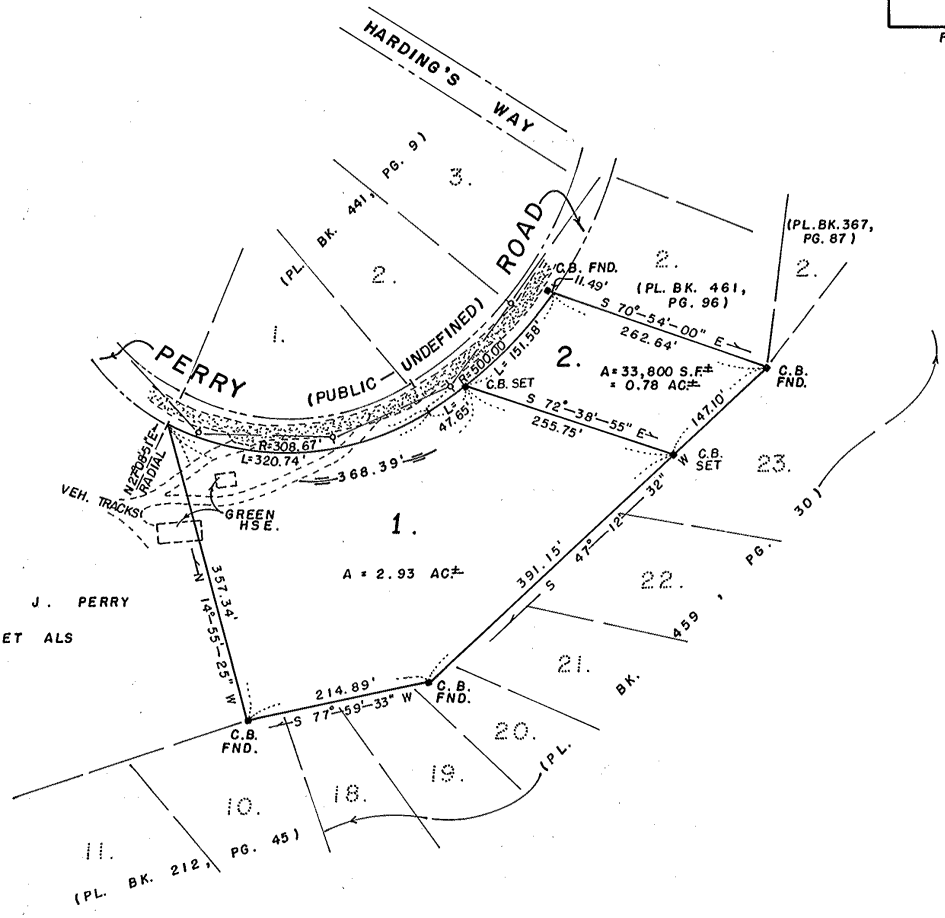 F
HARDING'S WAY
3.
(PL. BK. 441, PG. 9)
2.
1.
ROAD
(PL.BK.367,
PG. 87)
2.
C.B. FND.
11.49'
2.
(PL. BK. 461,
PG. 96)
S 70°-54'-00" E
262.64'
PERRY
(PUBLIC - UNDEFINED)
R=500.00'
L=151.58'
2.
A= 33,800 S.F.±
= 0.78 AC±
C.B.
FND.
C.B. SET
S 72°-38'-55" E
255.75'
147.10'
C.B.
SET
L=
47.65'
R=308.67'
L=320.74'
368.39'
RADIAL
VEH. TRACKS
GREEN
HSE.
1.
A = 2.93 AC±
391.15'
S 47°-12'-32" W
23.
22.
21.
20.
19.
18.
10.
11.
(PL. BK. 459, PG. 30)
J. PERRY
ET ALS
357.34'
N 14°-55'-25" W
214.89'
S 77°-59'-33" W
C.B.
FND.
C.B.
FND.
(PL. BK. 212, PG. 45)